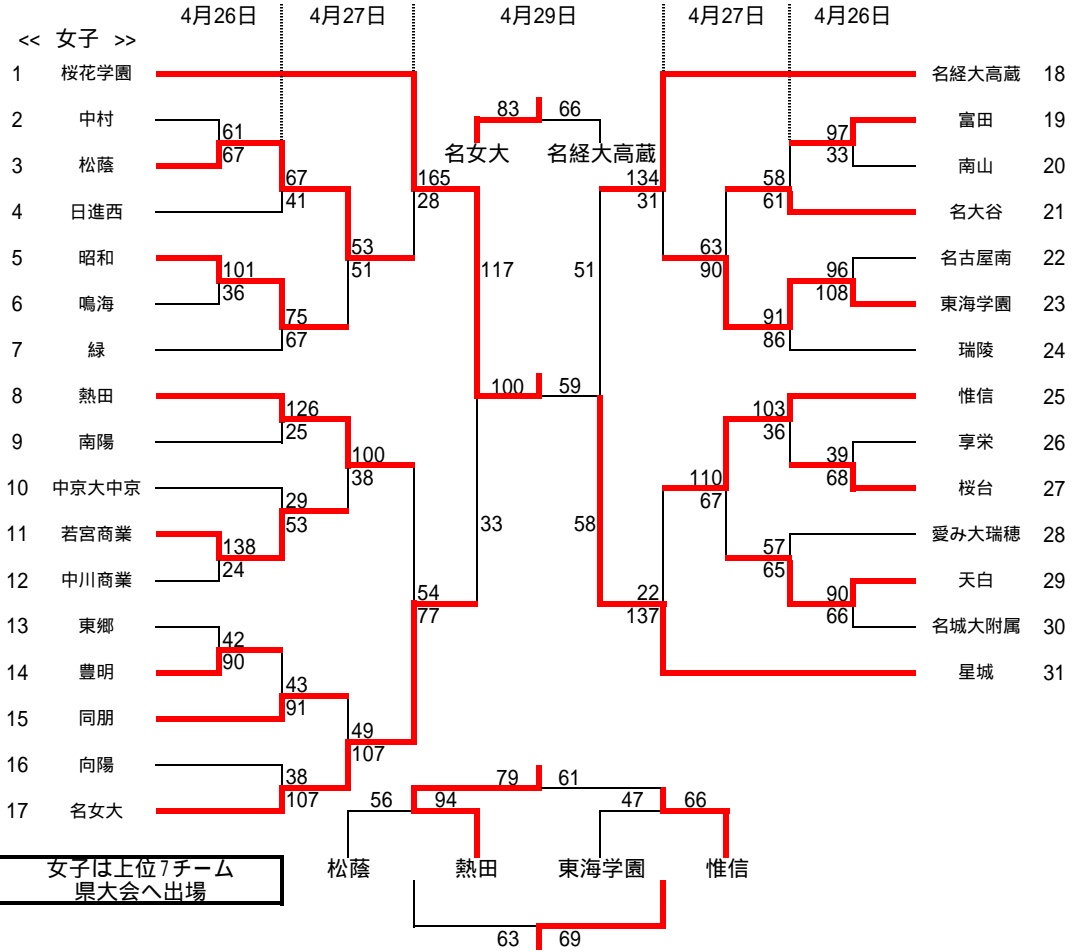 4月26日 4月27日 4月29日 4月27日 4月26日
<< 女子 >>
1 桜花学園
2 中村
3 松蔭
4 日進西
5 昭和
6 鳴海
7 緑
8 熱田
9 南陽
10 中京大中京
11 若宮商業
12 中川商業
13 東郷
14 豊明
15 同朋
16 向陽
17 名女大
61
67
67
41
101
36
75
67
53
51
126
25
100
38
29
53
138
24
42
90
43
91
49
107
38
107
165
28
54
77
117
33
83 66
名女大 名経大高蔵
100 59
51
58
134
31
22
137
63
90
110
67
97
33
58
61
96
108
91
86
103
36
39
68
57
65
90
66
名経大高蔵 18
富田 19
南山 20
名大谷 21
名古屋南 22
東海学園 23
瑞陵 24
惟信 25
享栄 26
桜台 27
愛み大瑞穂 28
天白 29
名城大附属 30
星城 31
79 61
56 94 47 66
松蔭 熱田 東海学園 惟信
63 69
女子は上位7チーム
県大会へ出場